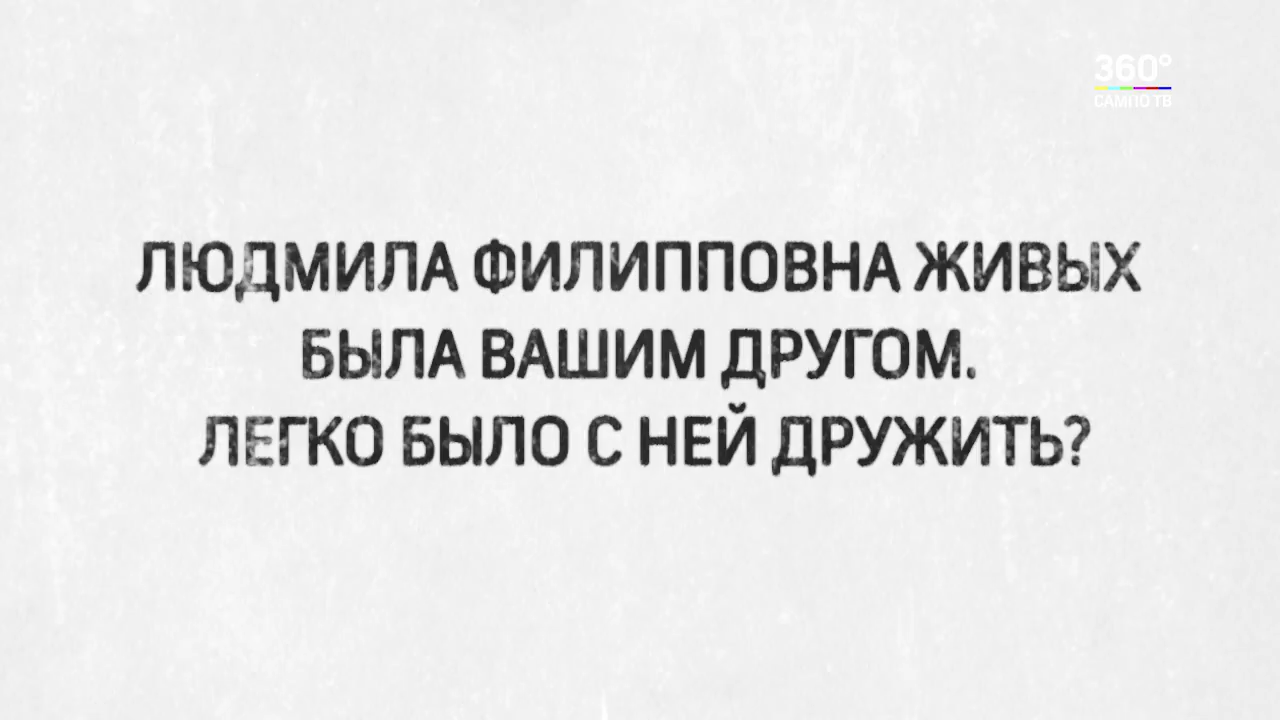 360°
САМПО ТВ
ЛЮДМИЛА ФИЛИППОВНА ЖИВЫХ
БЫЛА ВАШИМ ДРУГОМ.
ЛЕГКО БЫЛО С НЕЙ ДРУЖИТЬ?